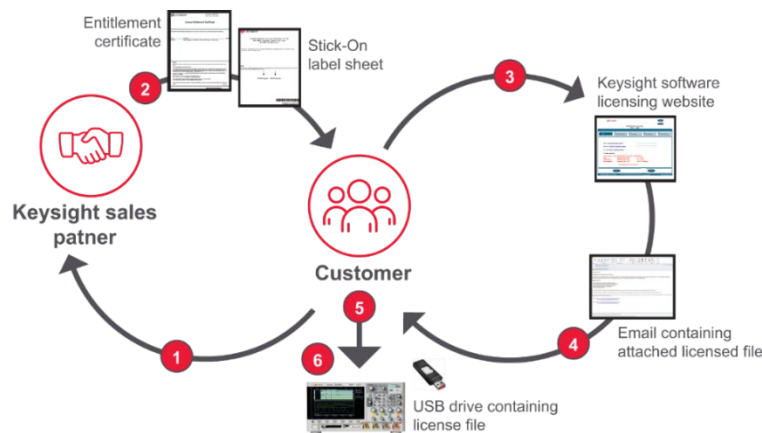 Entitlement
certificate
Stick-On
label sheet
2
3
Keysight software
licensing website
Keysight sales
patner
Customer
5
1
6
4
Email containing
attached licensed file
USB drive containing
license file